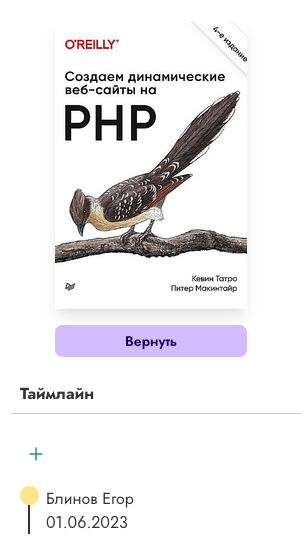 O'REILLY®
4-е издание
Создаем динамические
веб-сайты на
PHP
Кевин Татро
Питер Макинтайр
Вернуть
Таймлайн
Блинов Егор
01.06.2023